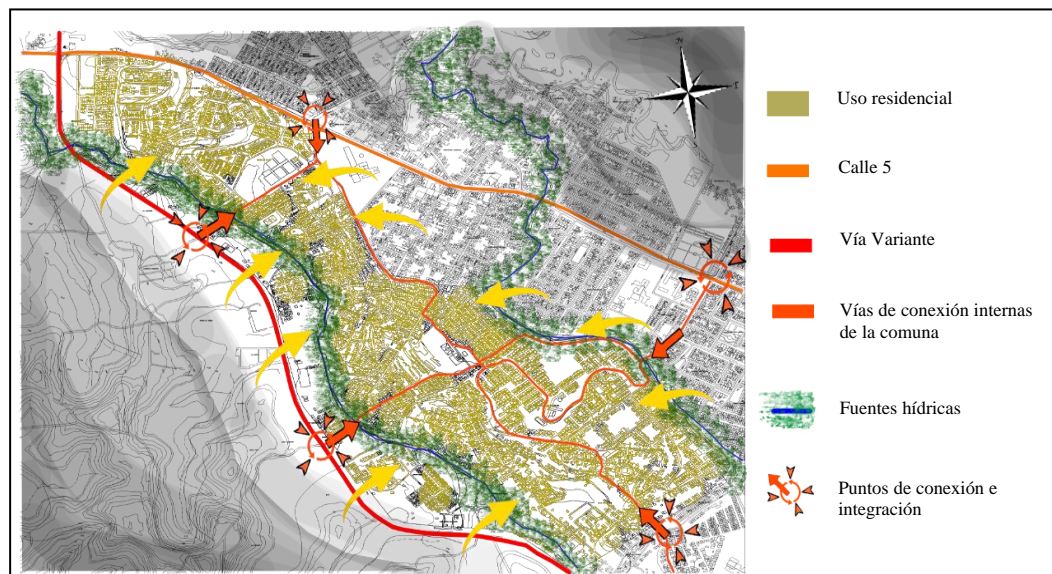 Uso residencial
Calle 5
Vía Variante
Vías de conexión internas
de la comuna
Fuentes hídricas
Puntos de conexión e
integración